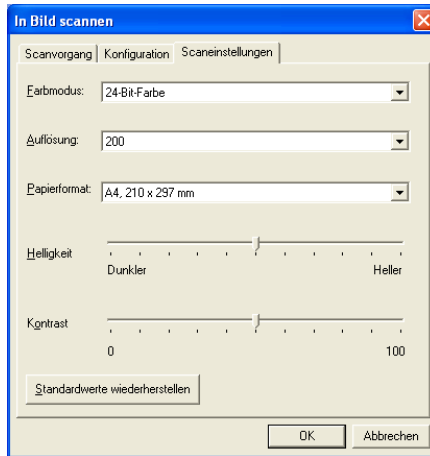 In Bild scannen
Scanvorgang Konfiguration Scaneinstellungen
Farbmodus: 24-Bit-Farbe
Auflösung: 200
Papierformat: A4, 210 x 297 mm
Helligkeit
Dunkler Heller
Kontrast
0 100
Standardwerte wiederherstellen
OK Abbrechen